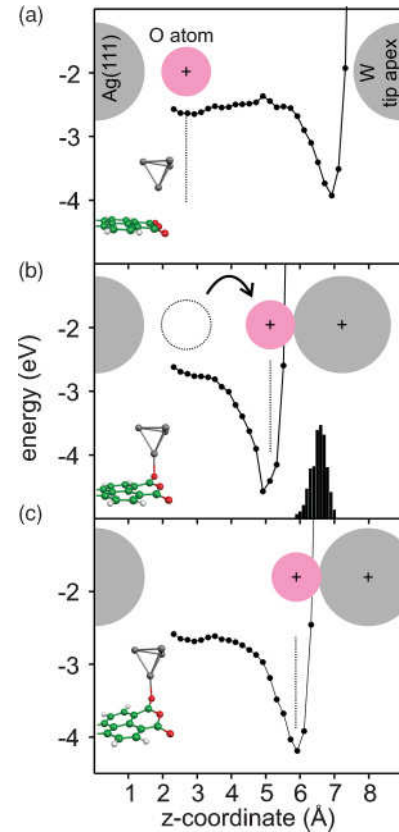 (a)
O atom
Ag(111)
W
tip apex
-2
-3
-4
(b)
-2
-3
-4
energy (eV)
(c)
-2
-3
-4
0 1 2 3 4 5 6 7 8
z-coordinate (Å)